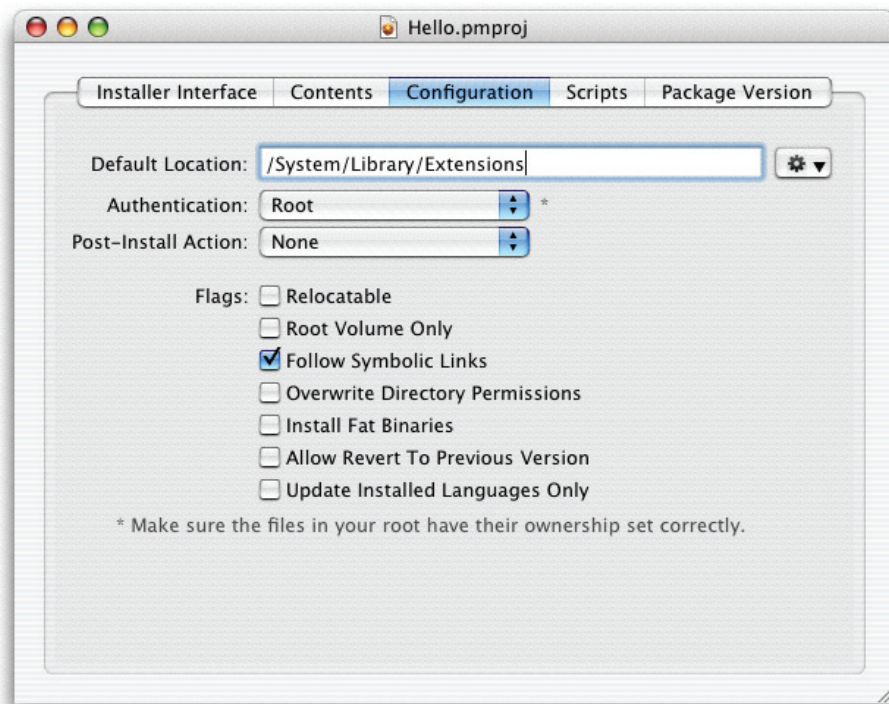 Hello.pmproj
Installer Interface Contents Configuration Scripts Package Version
Default Location: /System/Library/Extensions
Authentication: Root *
Post-Install Action: None
Flags: Relocatable
Root Volume Only
Follow Symbolic Links
Overwrite Directory Permissions
Install Fat Binaries
Allow Revert To Previous Version
Update Installed Languages Only
* Make sure the files in your root have their ownership set correctly.